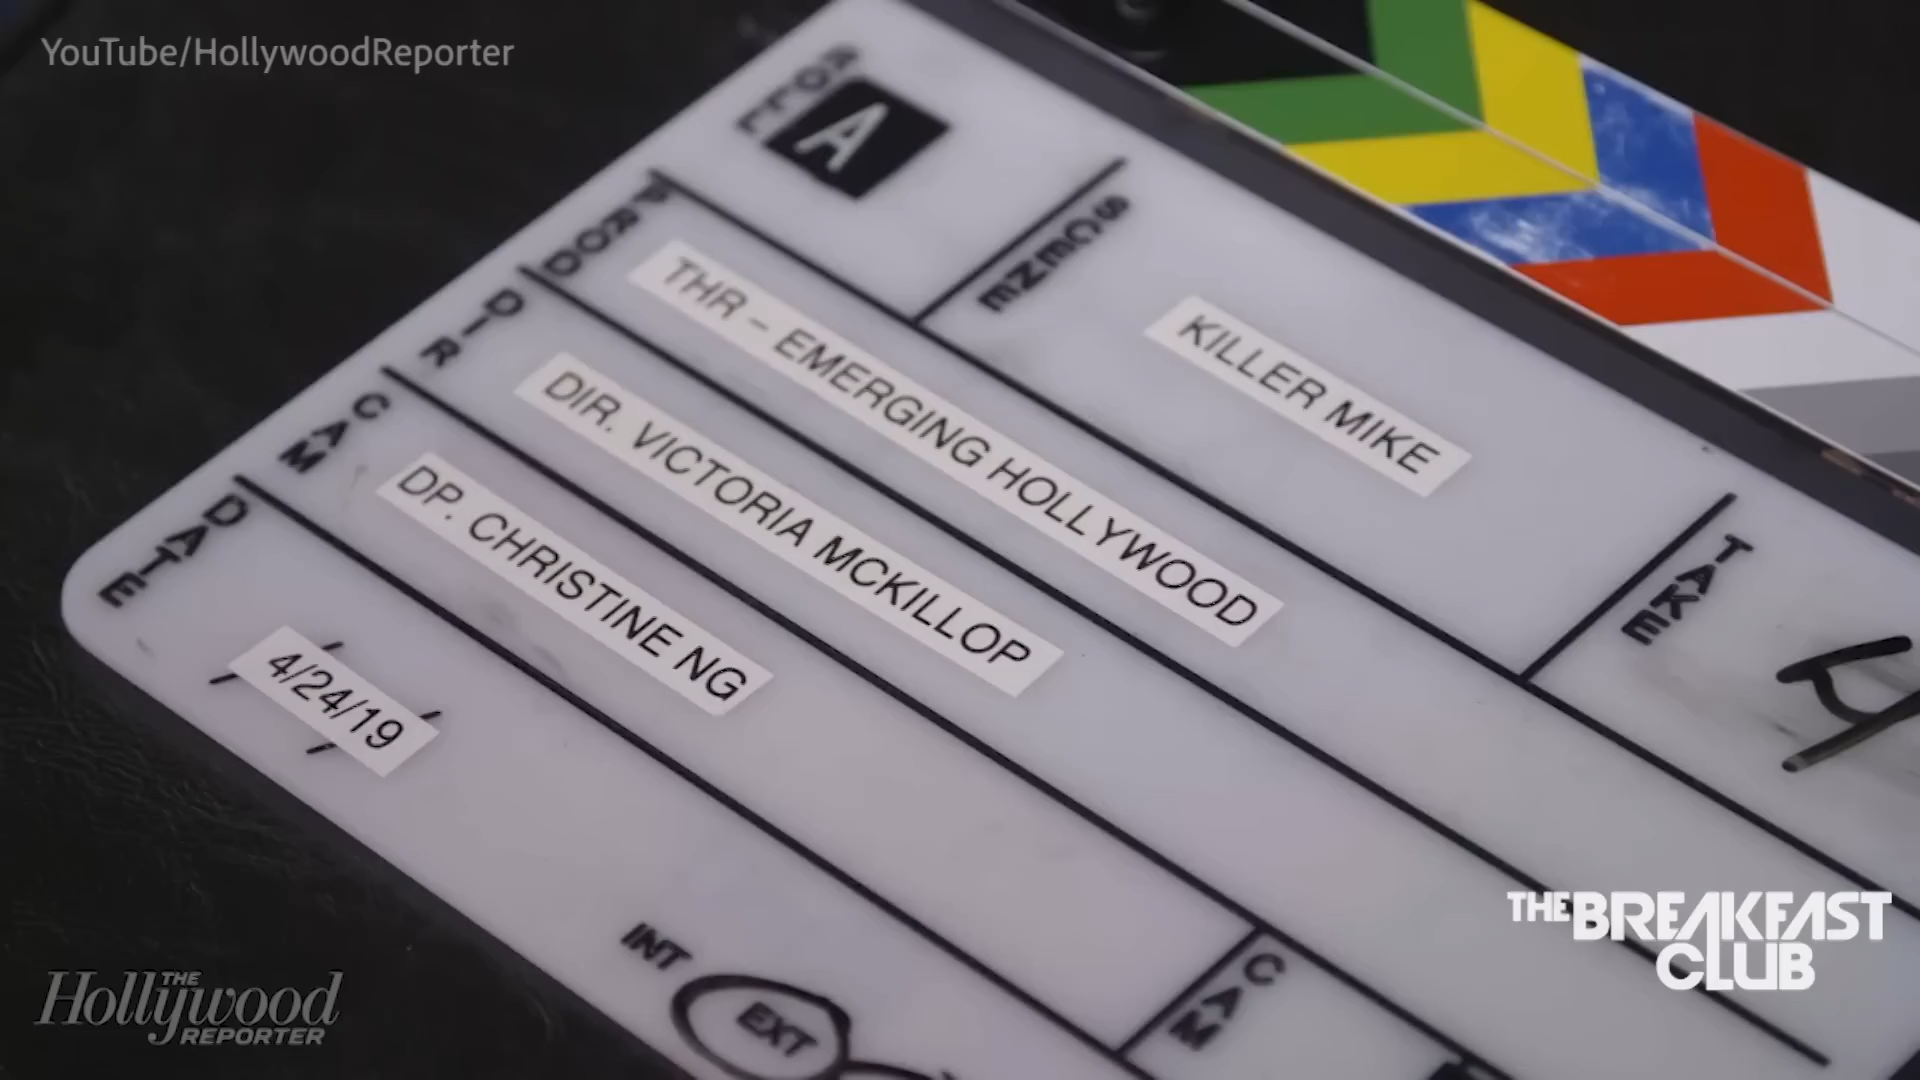 YouTube/HollywoodReporter
ROLL
A
SCENE
KILLER MIKE
TAKE
4
PROD
THR - EMERGING HOLLYWOOD
DIR
DIR. VICTORIA MCKILLOP
CAM
DP. CHRISTINE NG
DATE
4/24/19
INT
EXT
CAM
THE BREAKFAST
CLUB
THE
Hollywood
REPORTER